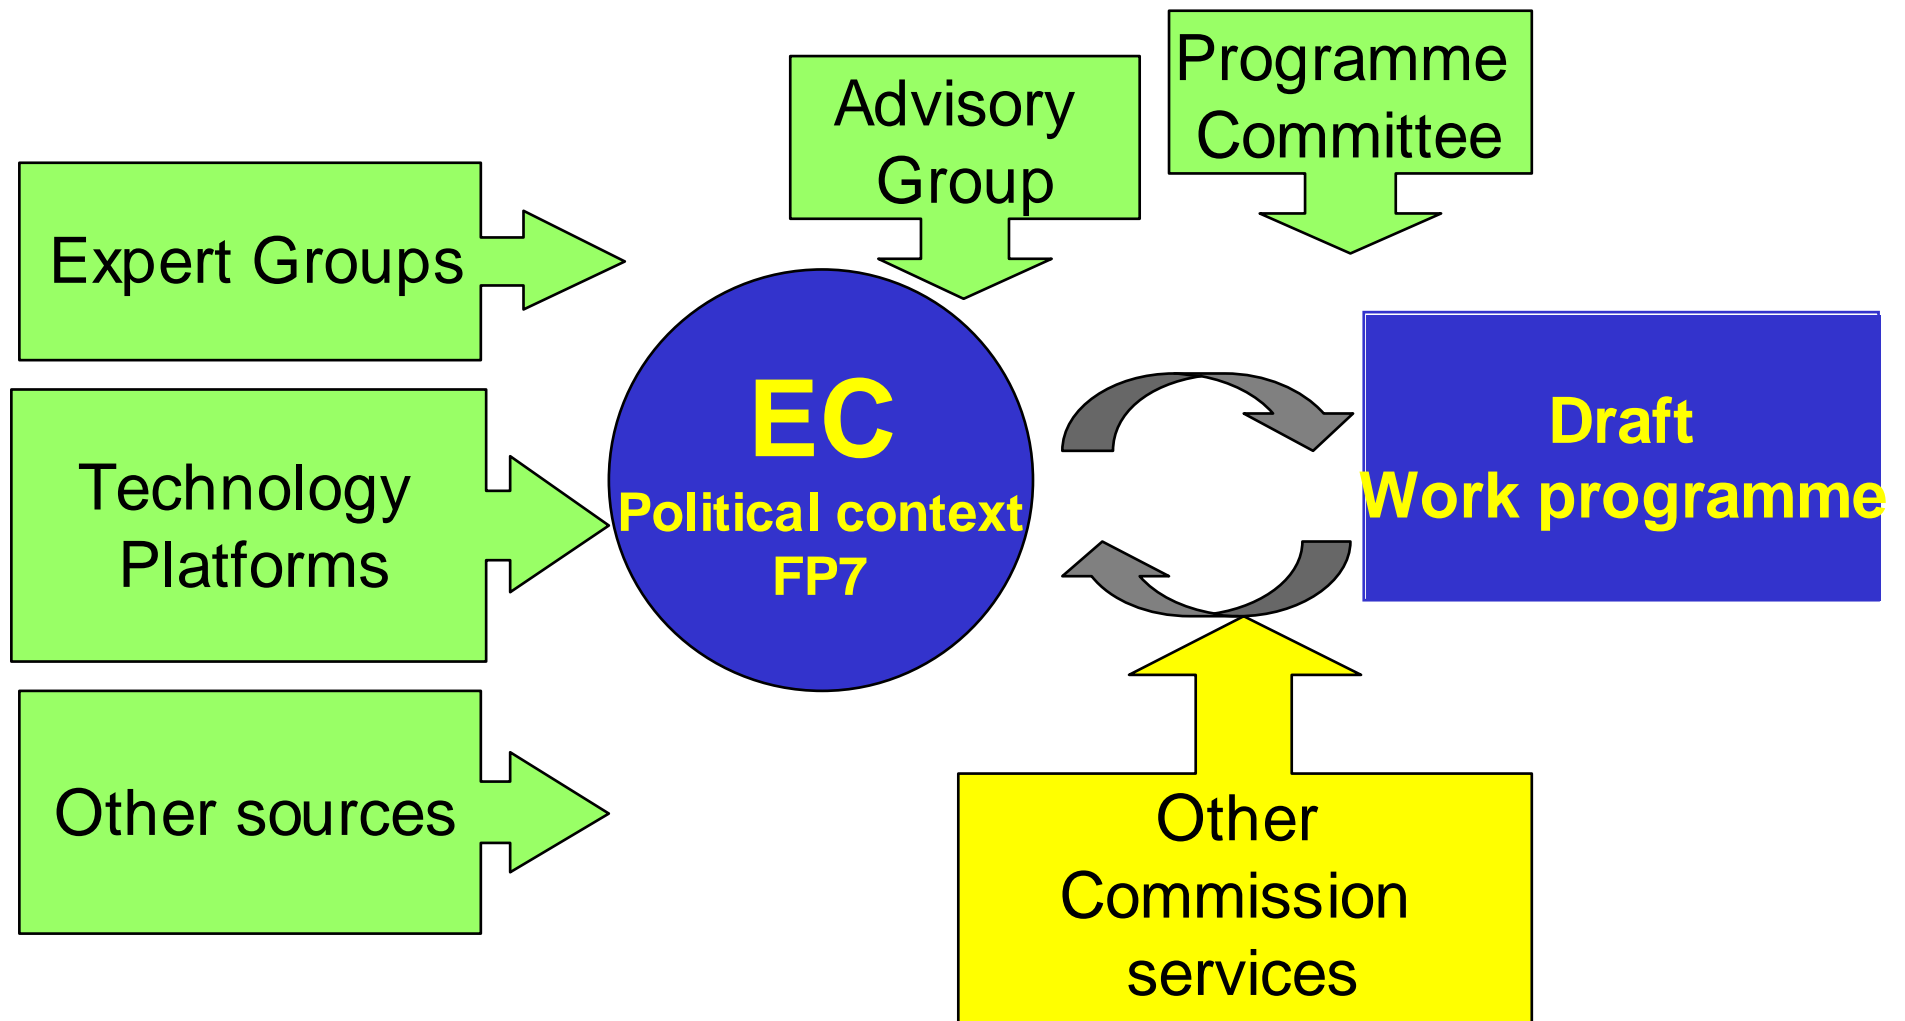 Programme
Committee
Advisory
Group
Expert Groups
EC
Political context
FP7
Draft
Work programme
Technology
Platforms
Other sources
Other
Commission
services